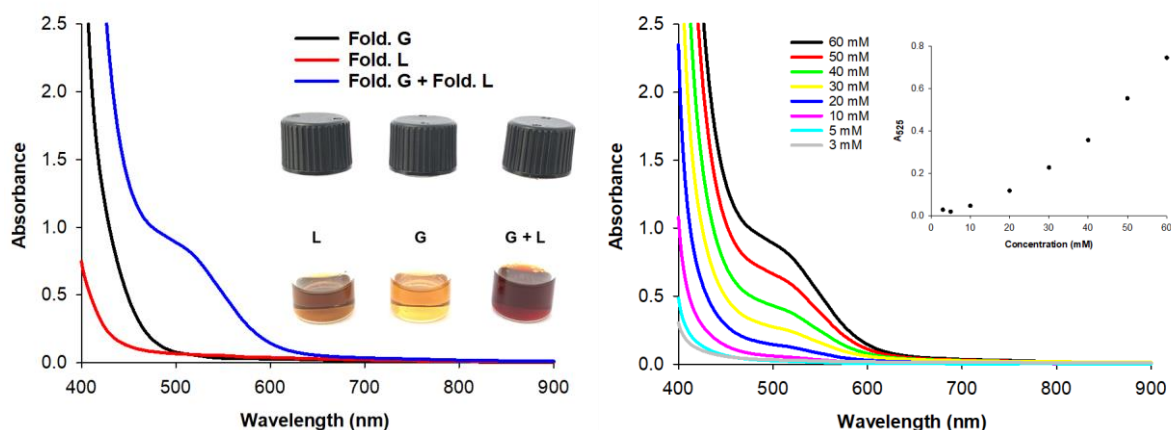 2.5
2.0
1.5
1.0
0.5
0.0
Absorbance
400 500 600 700 800 900
Wavelength (nm)
Fold. G
Fold. L
Fold. G + Fold. L
L G G + L
2.5
2.0
1.5
1.0
0.5
0.0
Absorbance
400 500 600 700 800 900
Wavelength (nm)
60 mM
50 mM
40 mM
30 mM
20 mM
10 mM
5 mM
3 mM
0.8
0.6
0.4
0.2
0.0
A525
0 10 20 30 40 50 60
Concentration (mM)